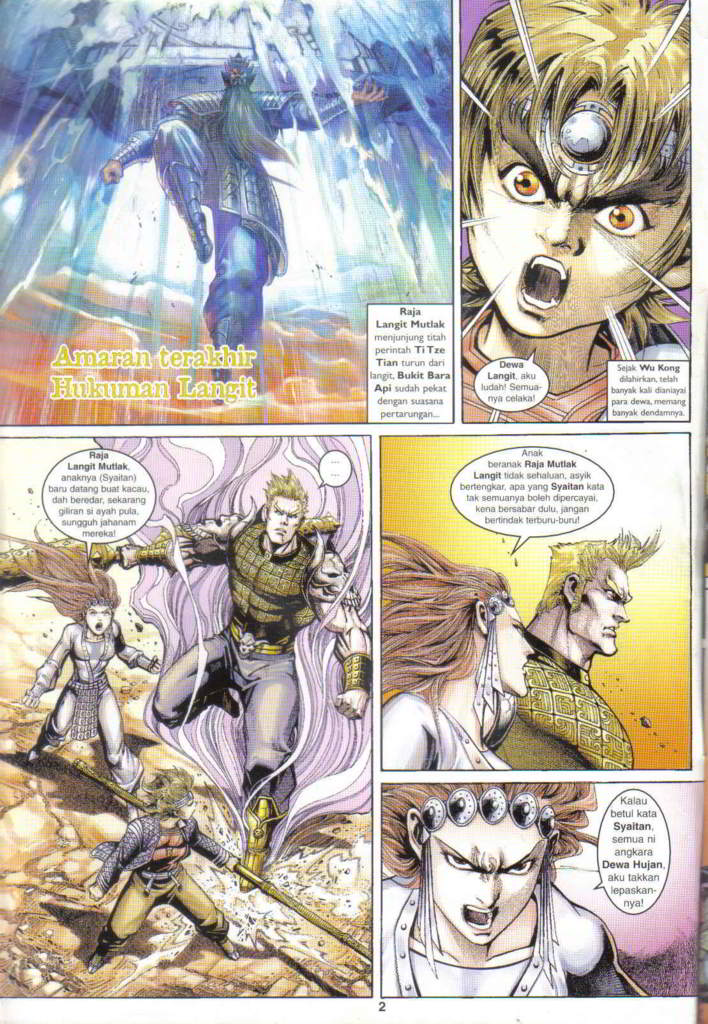 Raja
Langit Mutlak
menjunjung titah
perintah Ti Tze
Tian turun dari
langit, Bukit Bara
Api sudah pekat
dengan suasana
pertarungan...
Amaran terakhir
Hukuman Langit
Dewa
Langit, aku
ludah! Semua-
nya celaka!
Sejak Wu Kong
dilahirkan, telah
banyak kali dianiayai
para dewa, memang
banyak dendamnya.
Raja
Langit Mutlak,
anaknya (Syaitan)
baru datang buat kacau,
dah beredar, sekarang
giliran si ayah pula,
sungguh jahanam
mereka!
...
...
Anak
beranak Raja Mutlak
Langit tidak sehaluan, asyik
bertengkar, apa yang Syaitan kata
tak semuanya boleh dipercayai,
kena bersabar dulu, jangan
bertindak terburu-buru!
Kalau
betul kata
Syaitan,
semua ni
angkara
Dewa Hujan,
aku takkan
lepaskan-
nya!
2